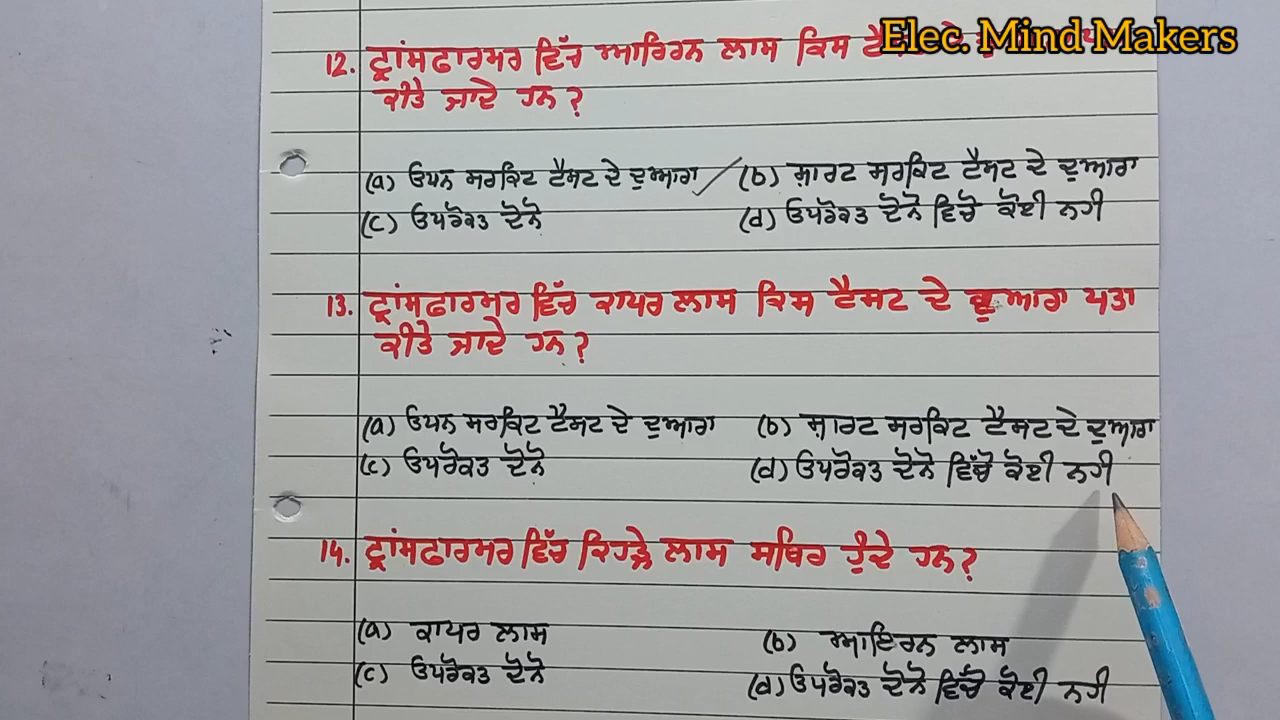 Elec. Mind Makers
12. ਟ੍ਰਾਂਸਫਾਰਮਰ ਵਿੱਚ ਆਇਰਨ ਲਾਸ ਕਿਸ
ਕੀਤੇ ਜਾਦੇ ਹਨ?
(a) ਓਪਨ ਸਰਕਿਟ ਟੈਸਟ ਦੇ ਦੁਆਰਾ ✓ (b) ਸ਼ਾਰਟ ਸਰਕਿਟ ਟੈਸਟ ਦੇ ਦੁਆਰਾ
(c) ਉਪਰੋਕਤ ਦੋਨੋ (d) ਉਪਰੋਕਤ ਦੋਨੋ ਵਿਚੋ ਕੋਈ ਨਹੀ
13. ਟ੍ਰਾਂਸਫਾਰਮਰ ਵਿੱਚ ਕਾਪਰ ਲਾਸ ਕਿਸ ਟੈਸਟ ਦੇ ਦੁਆਰਾ ਪਤਾ
ਕੀਤੇ ਜਾਦੇ ਹਨ?
(a) ਓਪਨ ਸਰਕਿਟ ਟੈਸਟ ਦੇ ਦੁਆਰਾ (b) ਸ਼ਾਰਟ ਸਰਕਿਟ ਟੈਸਟ ਦੇ ਦੁਆਰਾ
(c) ਉਪਰੋਕਤ ਦੋਨੋ (d) ਉਪਰੋਕਤ ਦੋਨੋ ਵਿੱਚੋ ਕੋਈ ਨਹੀ
14. ਟ੍ਰਾਂਸਫਾਰਮਰ ਵਿੱਚ ਕਿਹੜੇ ਲਾਸ ਸਥਿਰ ਹੁੰਦੇ ਹਨ?
(a) ਕਾਪਰ ਲਾਸ (b) ਆਇਰਨ ਲਾਸ
(c) ਉਪਰੋਕਤ ਦੋਨੋ (d) ਉਪਰੋਕਤ ਦੋਨੋ ਵਿੱਚੋ ਕੋਈ ਨਹੀ